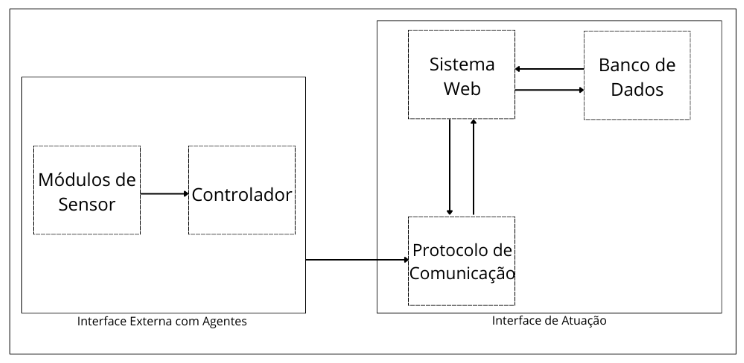 Sistema
Web
Banco de
Dados
Módulos de
Sensor
Controlador
Protocolo de
Comunicação
Interface Externa com Agentes
Interface de Atuação